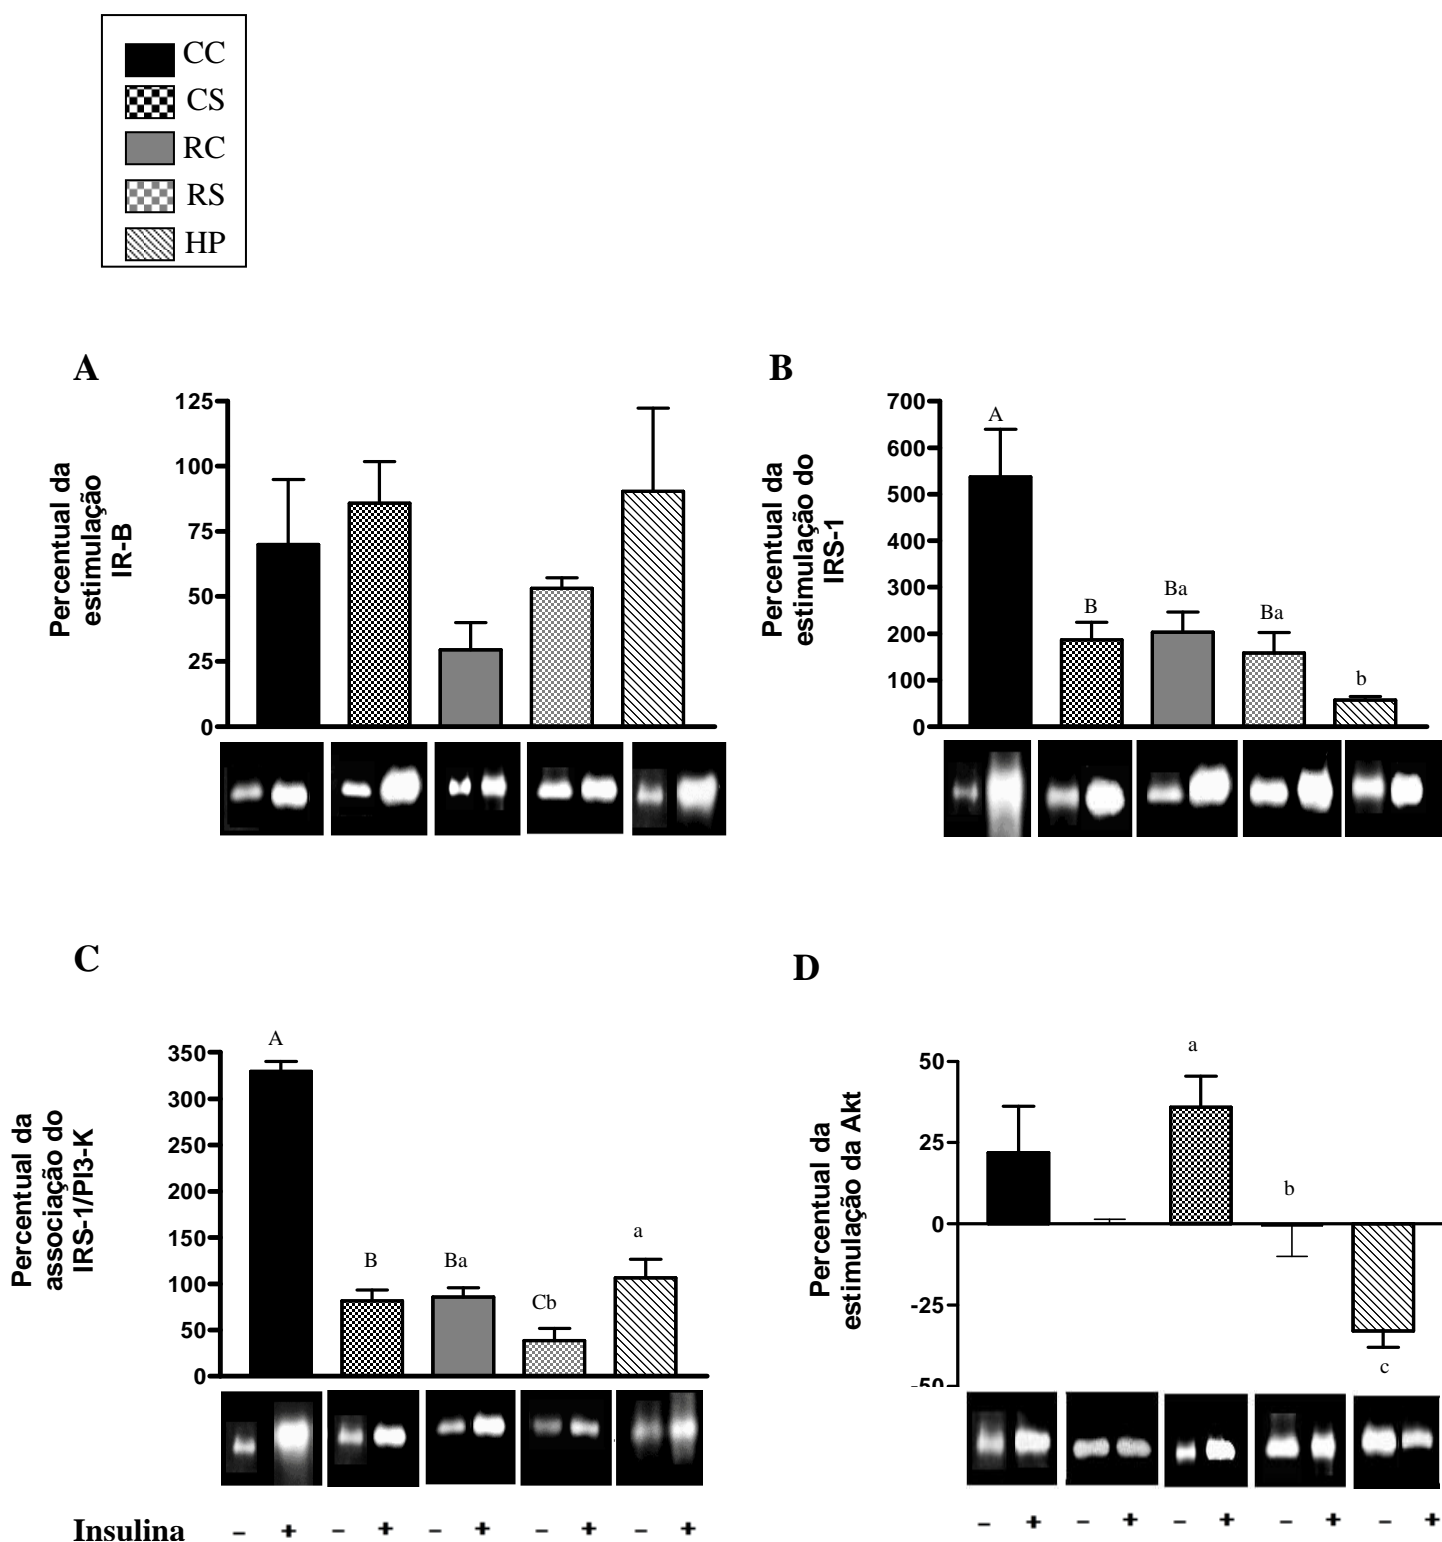 CC
CS
RC
RS
HP
A
Percentual da
estimulação
IR-B
125
100
75
50
25
0
B
Percentual da
estimulação do
IRS-1
700
600
500
400
300
200
100
0
A
B
Ba
Ba
b
C
Percentual da
associação do
IRS-1/PI3-K
350
300
250
200
150
100
50
0
A
B
Ba
Cb
a
D
Percentual da
estimulação da Akt
50
25
0
-25
-50
a
b
c
Insulina - + - + - + - + - +
- + - + - + - + - +